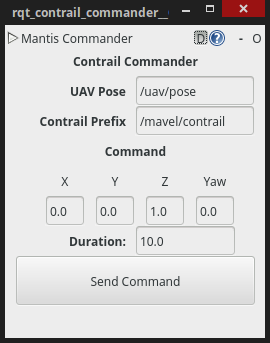 rqt_contrail_commander__
Mantis Commander D ? - O
Contrail Commander
UAV Pose /uav/pose
Contrail Prefix /mavel/contrail
Command
X Y Z Yaw
0.0 0.0 1.0 0.0
Duration: 10.0
Send Command